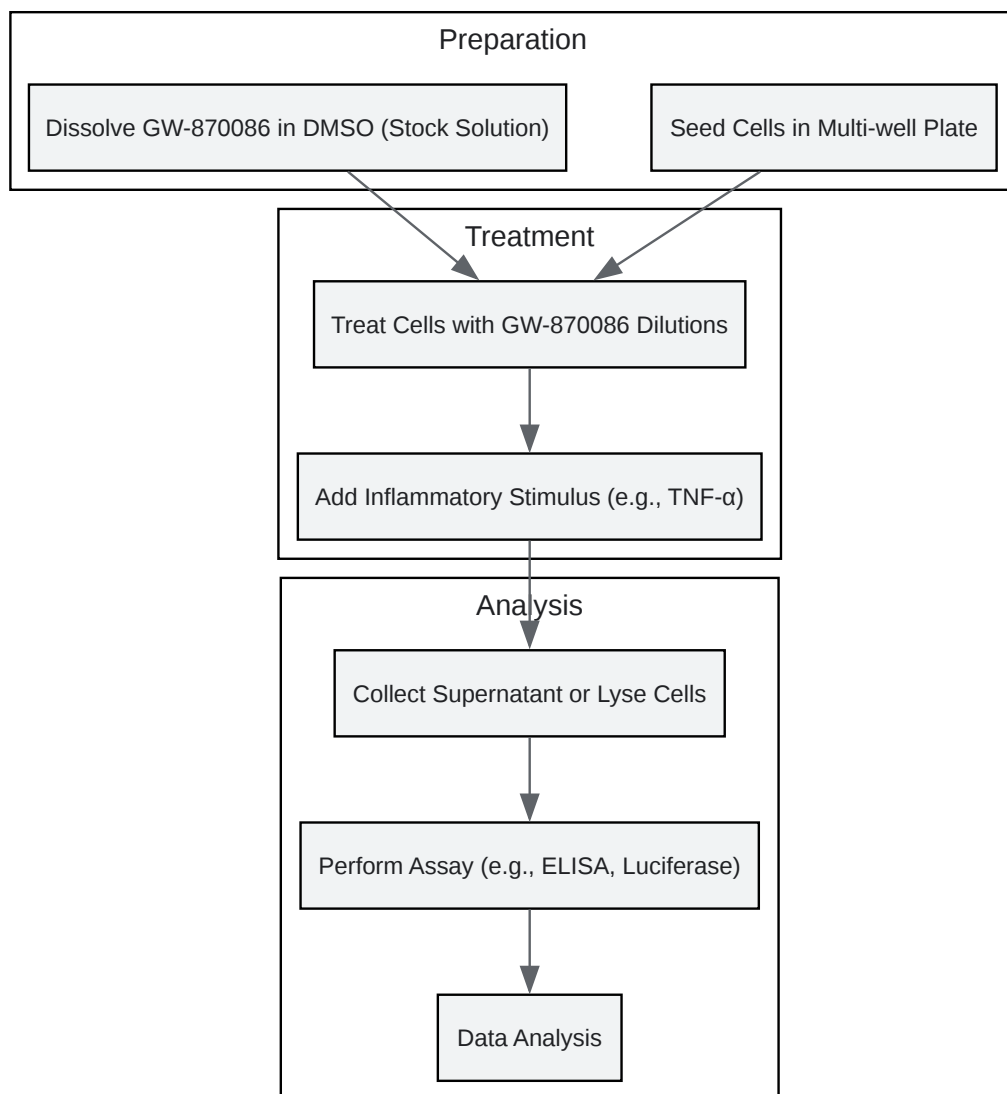 Preparation
Dissolve GW-870086 in DMSO (Stock Solution)
Seed Cells in Multi-well Plate
Treatment
Treat Cells with GW-870086 Dilutions
Add Inflammatory Stimulus (e.g., TNF-α)
Analysis
Collect Supernatant or Lyse Cells
Perform Assay (e.g., ELISA, Luciferase)
Data Analysis